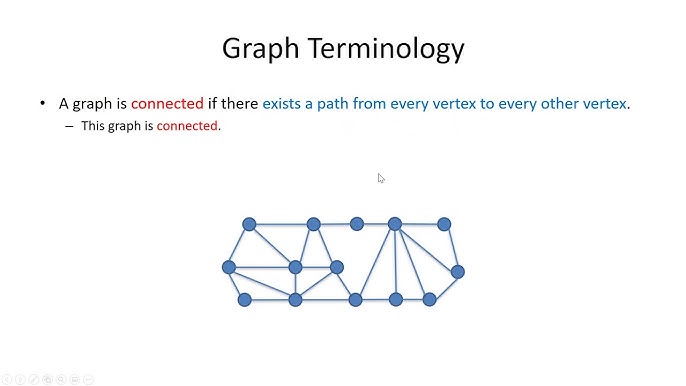 Graph Terminology
• A graph is connected if there exists a path from every vertex to every other vertex.
– This graph is connected.